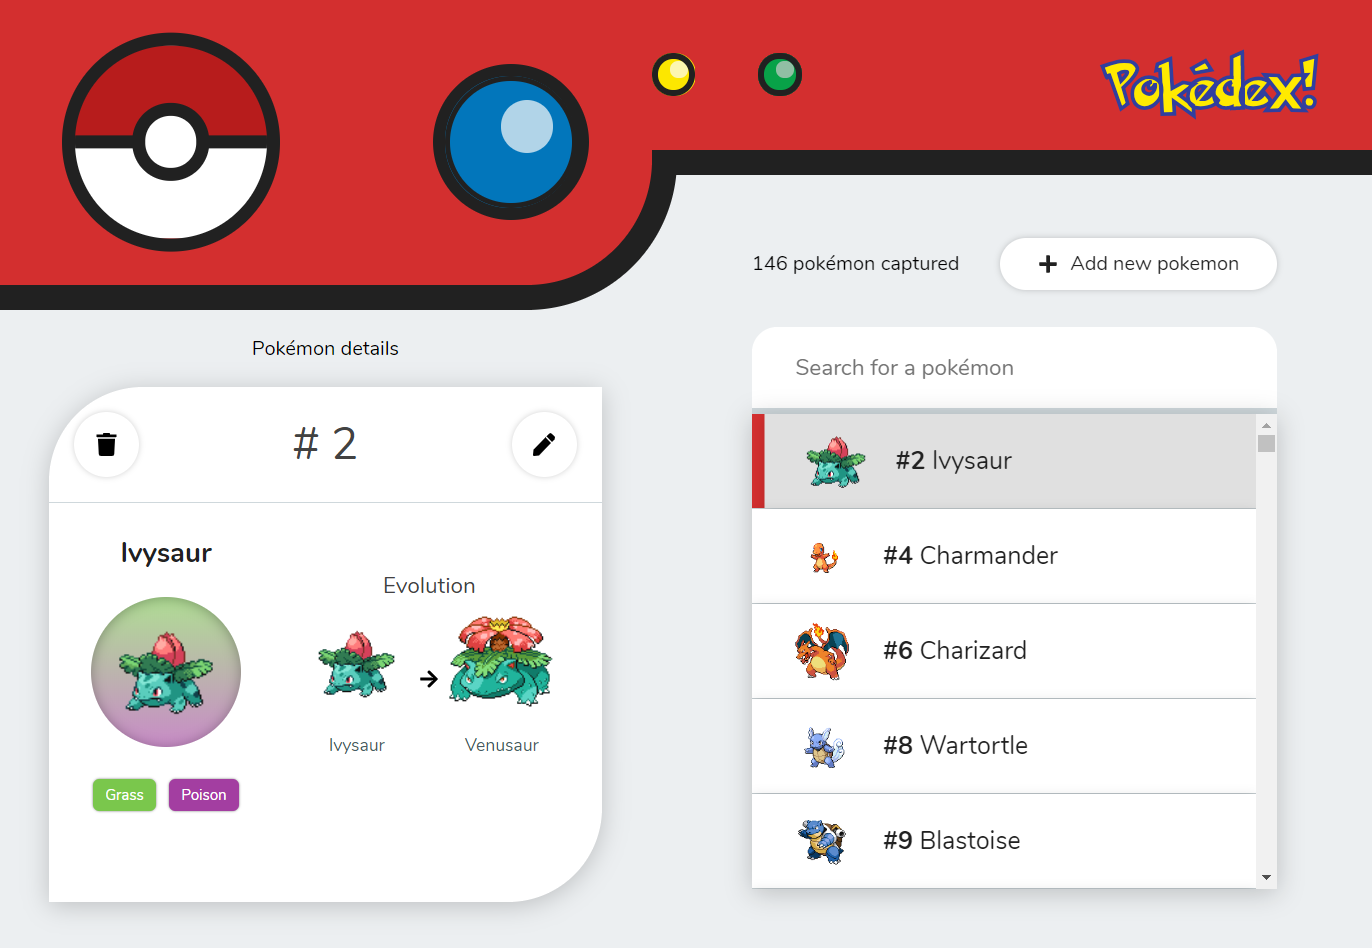 Pokédex!
146 pokémon captured
Add new pokemon
Pokémon details
# 2
Ivysaur
Evolution
Ivysaur
Venusaur
Grass
Poison
Search for a pokémon
#2 Ivysaur
#4 Charmander
#6 Charizard
#8 Wartortle
#9 Blastoise